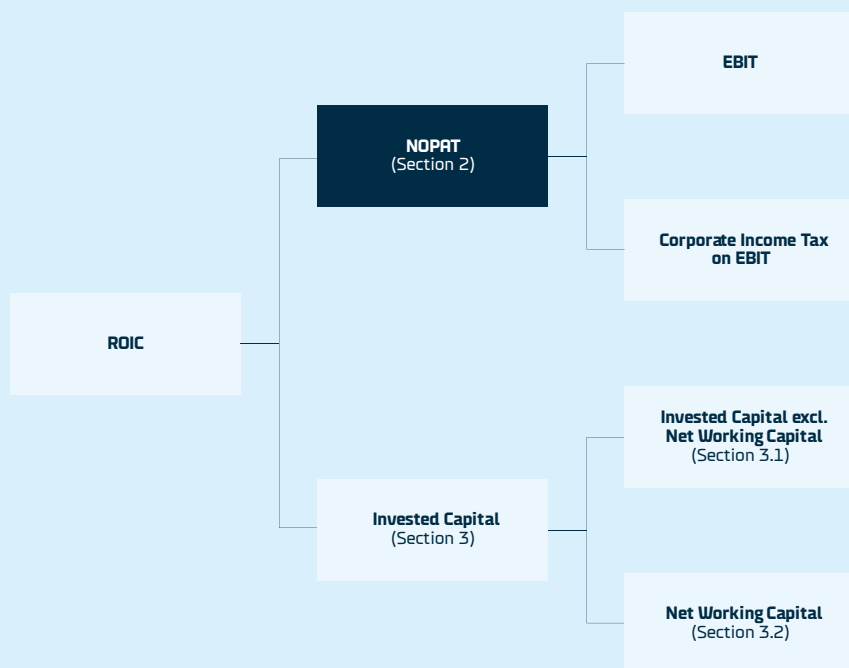 EBIT
NOPAT
(Section 2)
Corporate Income Tax
on EBIT
ROIC
Invested Capital excl.
Net Working Capital
(Section 3.1)
Invested Capital
(Section 3)
Net Working Capital
(Section 3.2)